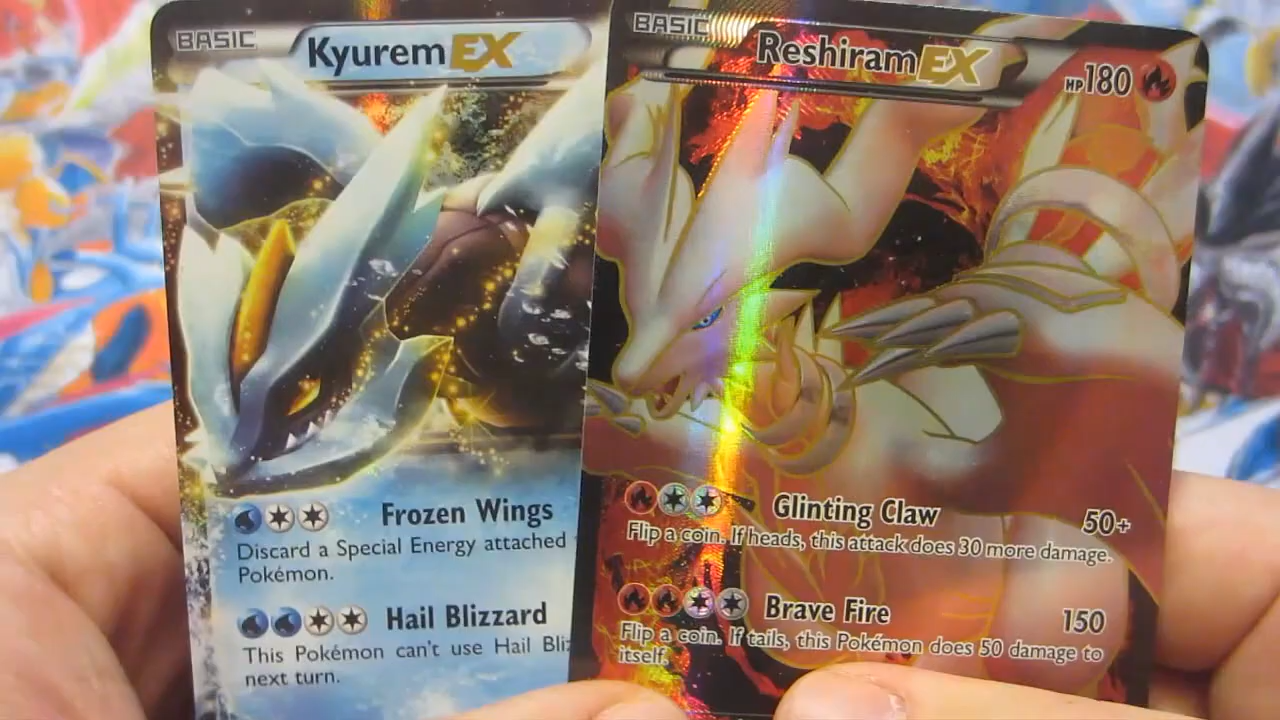 BASIC
Kyurem EX
Frozen Wings
Discard a Special Energy attached
Pokémon.
Hail Blizzard
This Pokémon can't use Hail Bli
next turn.
BASIC
Reshiram EX
HP180
Glinting Claw 50+
Flip a coin. If heads, this attack does 30 more damage.
Brave Fire 150
Flip a coin. If tails, this Pokémon does 50 damage to
itself.